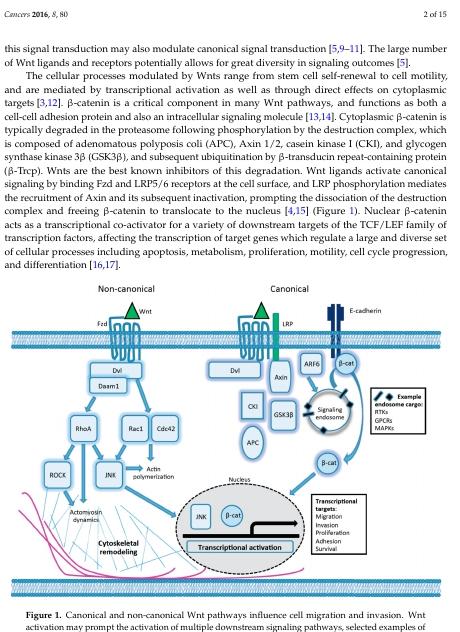 Cancers 2016, 8, 80
2 of 15
this signal transduction may also modulate canonical signal transduction [5,9–11]. The large number
of Wnt ligands and receptors potentially allows for great diversity in signaling outcomes [5].
The cellular processes modulated by Wnts range from stem cell self-renewal to cell motility,
and are mediated by transcriptional activation as well as through direct effects on cytoplasmic
targets [3,12]. β-catenin is a critical component in many Wnt pathways, and functions as both a
cell-cell adhesion protein and also an intracellular signaling molecule [13,14]. Cytoplasmic β-catenin is
typically degraded in the proteasome following phosphorylation by the destruction complex, which
is composed of adenomatous polyposis coli (APC), Axin 1/2, casein kinase I (CKI), and glycogen
synthase kinase 3β (GSK3β), and subsequent ubiquitination by β-transducin repeat-containing protein
(β-Trcp). Wnts are the best known inhibitors of this degradation. Wnt ligands activate canonical
signaling by binding Fzd and LRP5/6 receptors at the cell surface, and LRP phosphorylation mediates
the recruitment of Axin and its subsequent inactivation, prompting the dissociation of the destruction
complex and freeing β-catenin to translocate to the nucleus [4,15] (Figure 1). Nuclear β-catenin
acts as a transcriptional co-activator for a variety of downstream targets of the TCF/LEF family of
transcription factors, affecting the transcription of target genes which regulate a large and diverse set
of cellular processes including apoptosis, metabolism, proliferation, motility, cell cycle progression,
and differentiation [16,17].
Non-canonical
Canonical
Wnt
E-cadherin
Fzd
LRP
Dvl
Daam1
Dvl
Axin
ARF6
β-cat
CKI
GSK3β
Signaling
endosome
Example
endosome cargo:
RTKs
GPCRs
MAPKs
RhoA
Rac1
Cdc42
APC
β-cat
ROCK
JNK
Actin
polymerization
Nucleus
Actomyosin
dynamics
JNK
β-cat
Transcriptional
targets:
Migration
Invasion
Proliferation
Adhesion
Survival
Cytoskeletal
remodeling
Transcriptional activation
Figure 1. Canonical and non-canonical Wnt pathways influence cell migration and invasion. Wnt
activation may prompt the activation of multiple downstream signaling pathways, selected examples of